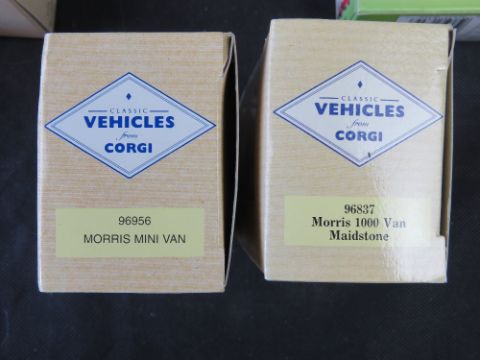 CLASSIC
VEHICLES
from
CORGI
96956
MORRIS MINI VAN
CLASSIC
VEHICLES
from
CORGI
96837
Morris 1000 Van
Maidstone